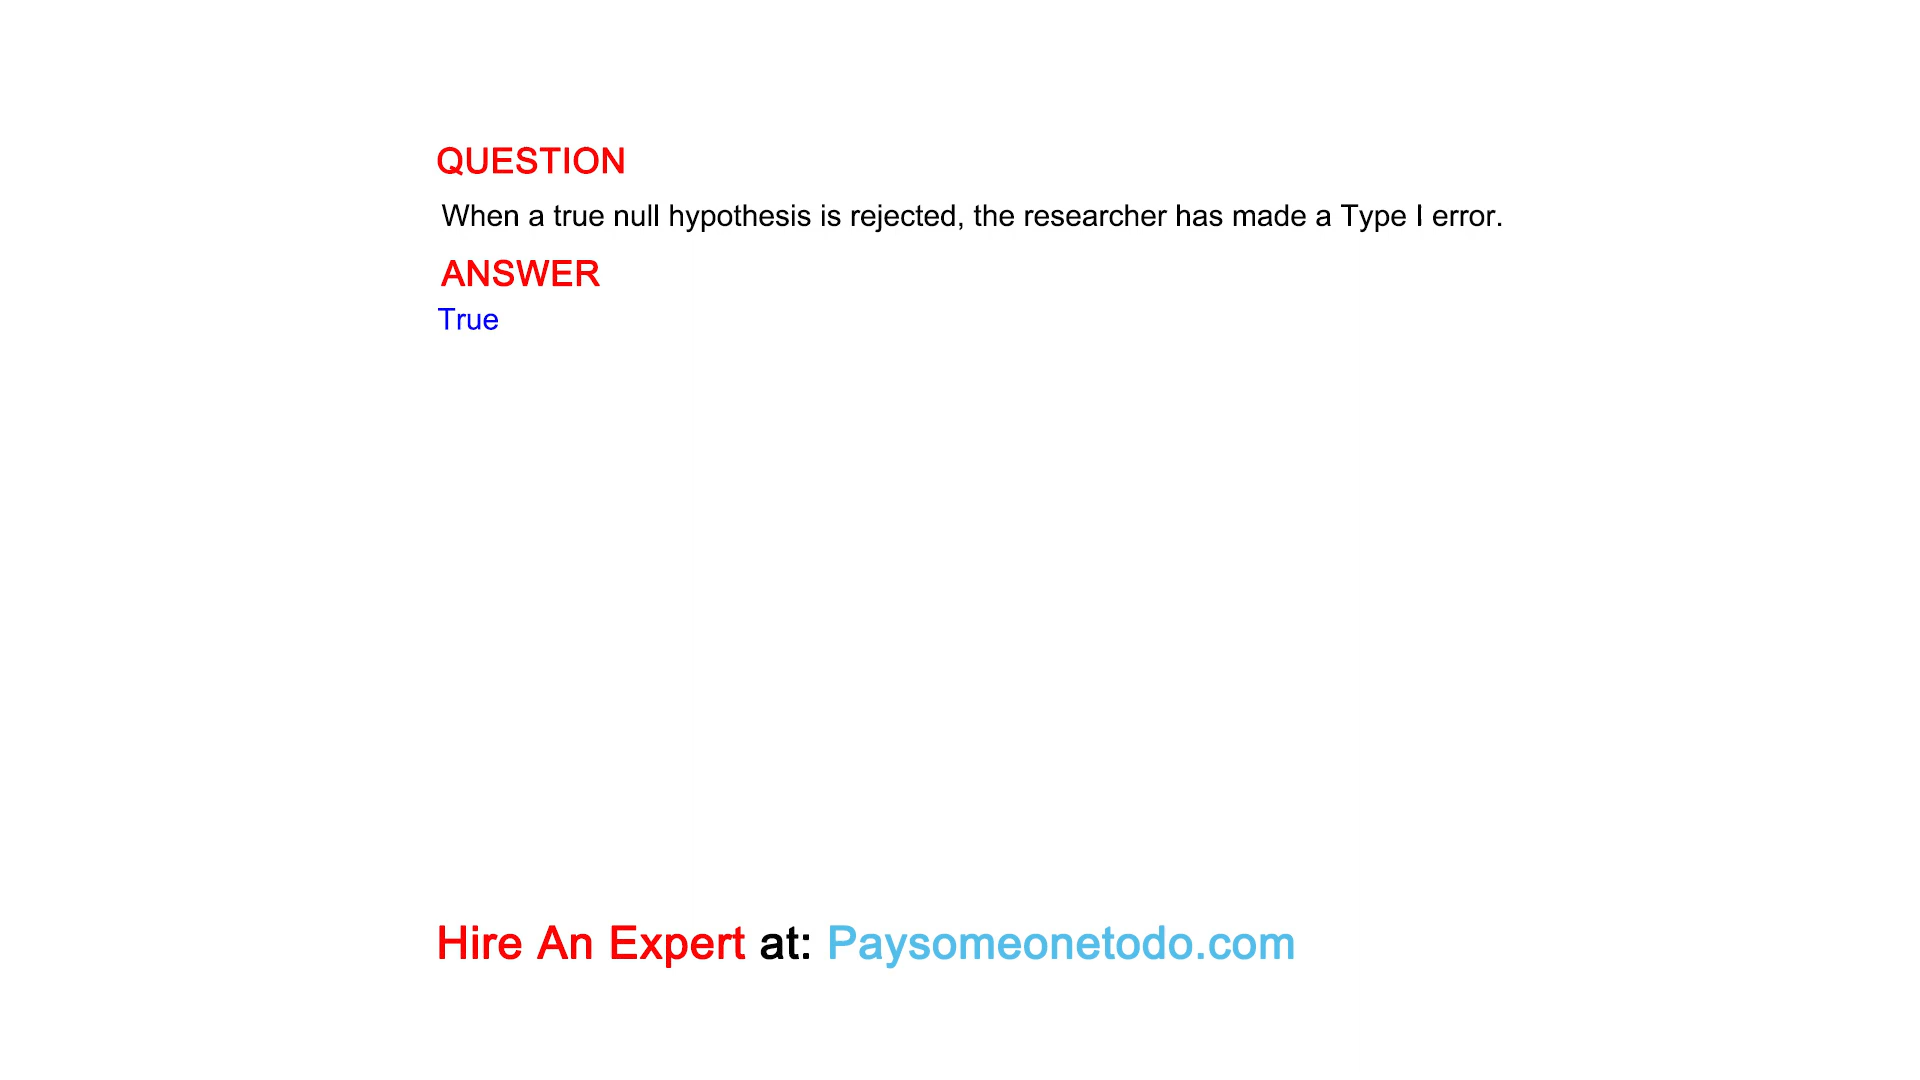 QUESTION
When a true null hypothesis is rejected, the researcher has made a Type I error.
ANSWER
True
Hire An Expert at: Paysomeonetodo.com